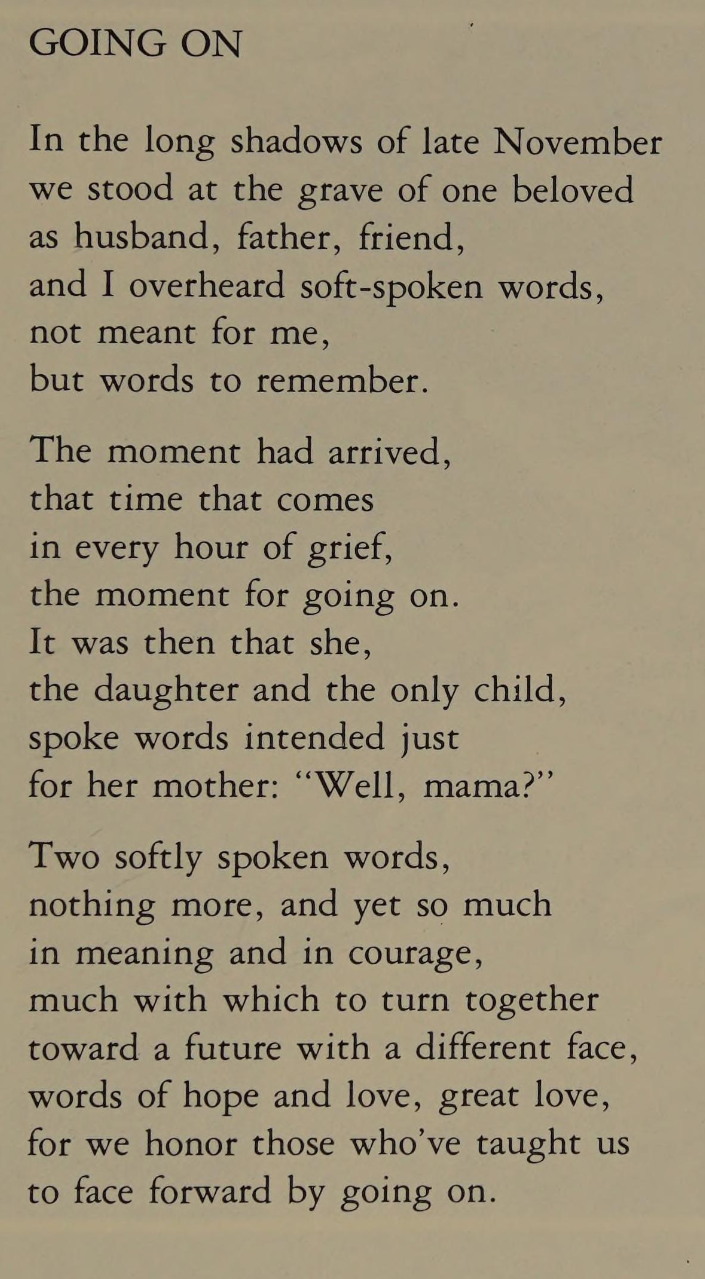 GOING ON
In the long shadows of late November
we stood at the grave of one beloved
as husband, father, friend,
and I overheard soft-spoken words,
not meant for me,
but words to remember.
The moment had arrived,
that time that comes
in every hour of grief,
the moment for going on.
It was then that she,
the daughter and the only child,
spoke words intended just
for her mother: “Well, mama?”
Two softly spoken words,
nothing more, and yet so much
in meaning and in courage,
much with which to turn together
toward a future with a different face,
words of hope and love, great love,
for we honor those who’ve taught us
to face forward by going on.